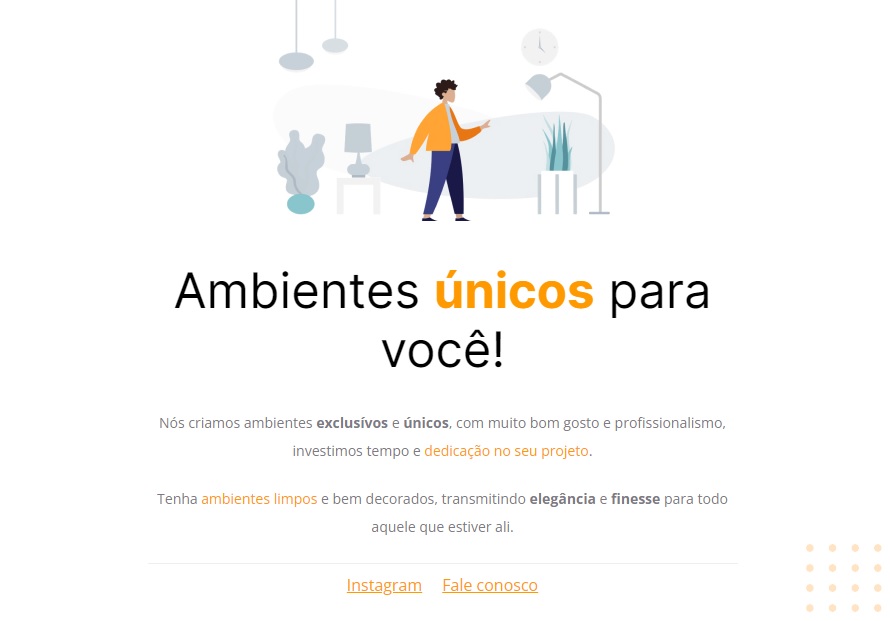 Ambientes únicos para
você!
Nós criamos ambientes exclusívos e únicos, com muito bom gosto e profissionalismo,
investimos tempo e dedicação no seu projeto.
Tenha ambientes limpos e bem decorados, transmitindo elegância e finesse para todo
aquele que estiver ali.
Instagram Fale conosco